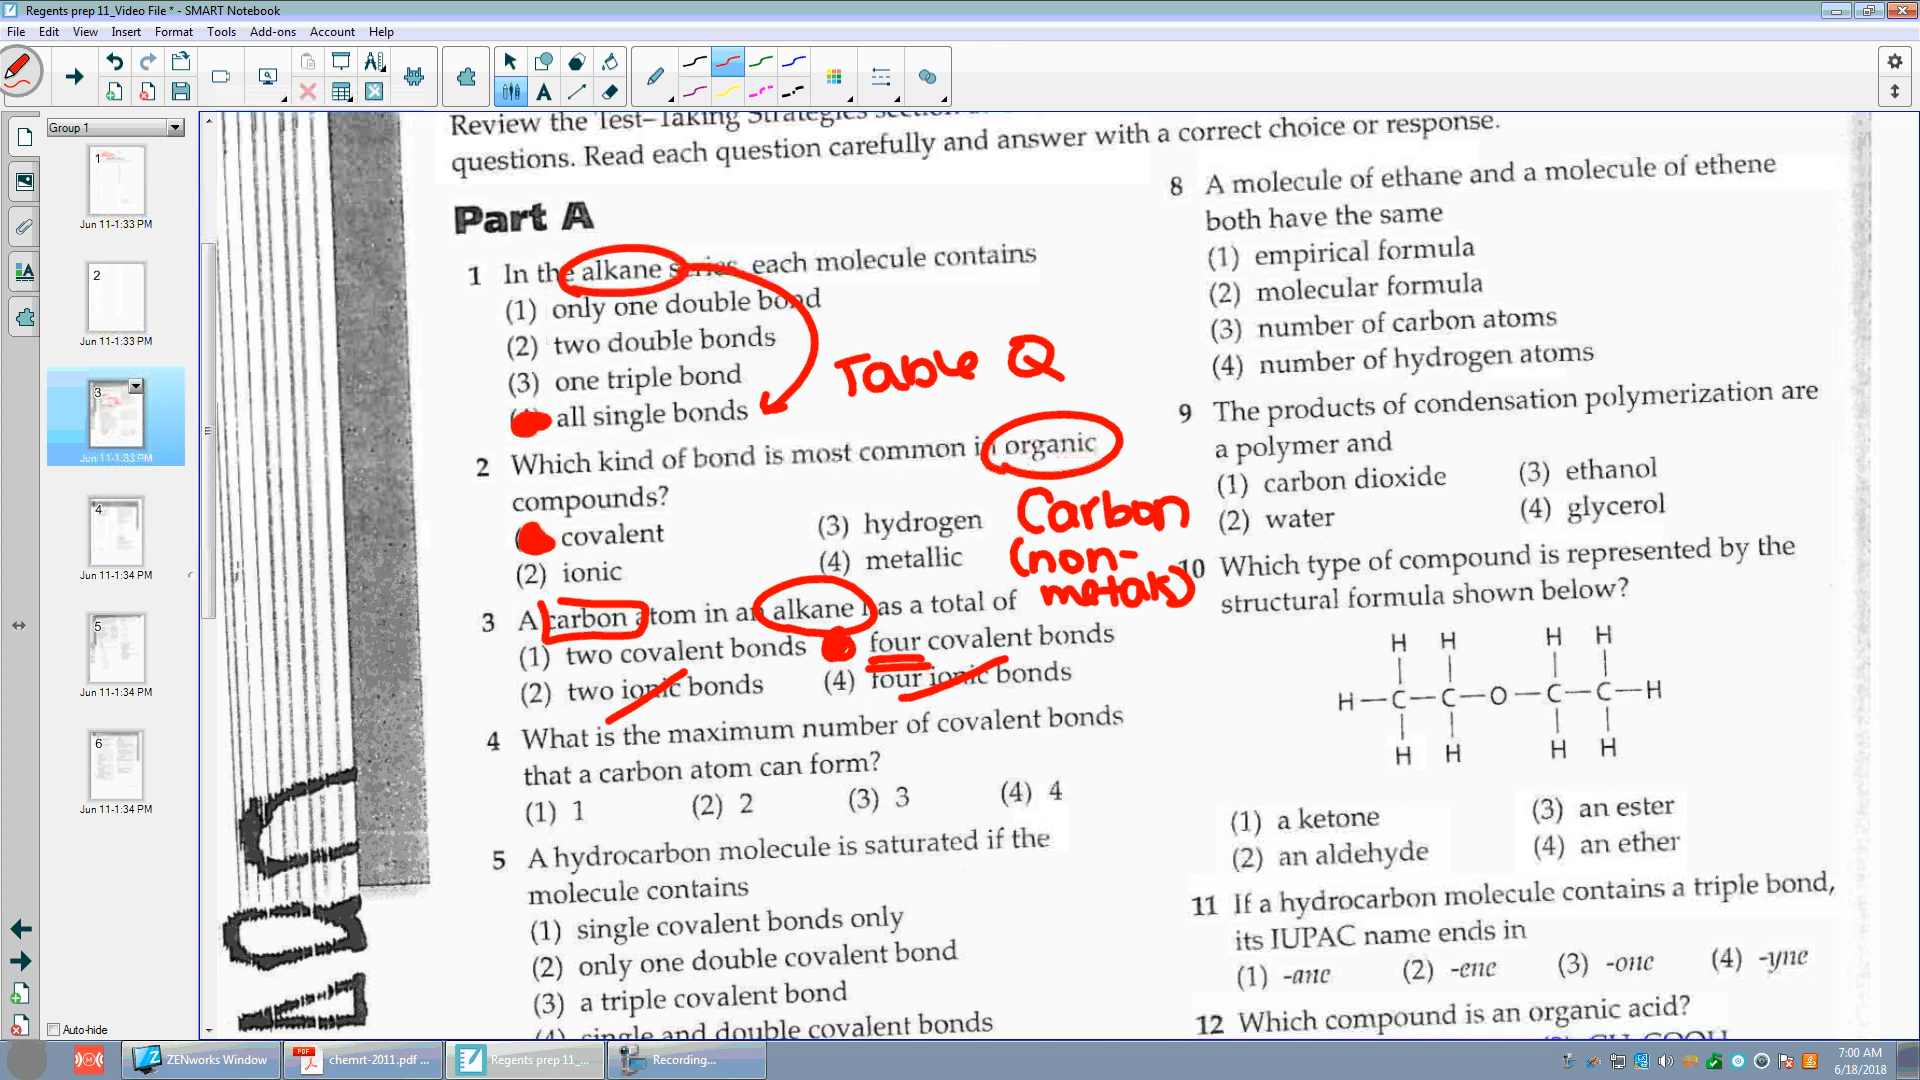 Regents prep 11_Video File * - SMART Notebook
File Edit View Insert Format Tools Add-ons Account Help
Group 1
1
Jun 11-1:33 PM
2
Jun 11-1:33 PM
3
Jun 11-1:33 PM
4
Jun 11-1:34 PM
5
Jun 11-1:34 PM
6
Jun 11-1:34 PM
Auto-hide
Review the Test–Taking Strategies section
questions. Read each question carefully and answer with a correct choice or response.
Part A
1 In the alkane series, each molecule contains
(1) only one double bond
(2) two double bonds
(3) one triple bond
all single bonds
Table Q
2 Which kind of bond is most common in organic
compounds?
covalent (3) hydrogen
(2) ionic (4) metallic
Carbon
(non-
metals)
3 A carbon atom in an alkane has a total of
(1) two covalent bonds four covalent bonds
(2) two ionic bonds (4) four ionic bonds
4 What is the maximum number of covalent bonds
that a carbon atom can form?
(1) 1 (2) 2 (3) 3 (4) 4
5 A hydrocarbon molecule is saturated if the
molecule contains
(1) single covalent bonds only
(2) only one double covalent bond
(3) a triple covalent bond
(4) single and double covalent bonds
8 A molecule of ethane and a molecule of ethene
both have the same
(1) empirical formula
(2) molecular formula
(3) number of carbon atoms
(4) number of hydrogen atoms
9 The products of condensation polymerization are
a polymer and
(1) carbon dioxide (3) ethanol
(2) water (4) glycerol
10 Which type of compound is represented by the
structural formula shown below?
H H H H
H—C—C—O—C—C—H
H H H H
(1) a ketone (3) an ester
(2) an aldehyde (4) an ether
11 If a hydrocarbon molecule contains a triple bond,
its IUPAC name ends in
(1) -ane (2) -ene (3) -one (4) -yne
12 Which compound is an organic acid?
ZENworks Window
chemrt-2011.pdf ...
Regents prep 11_...
Recording...
7:00 AM
6/18/2018